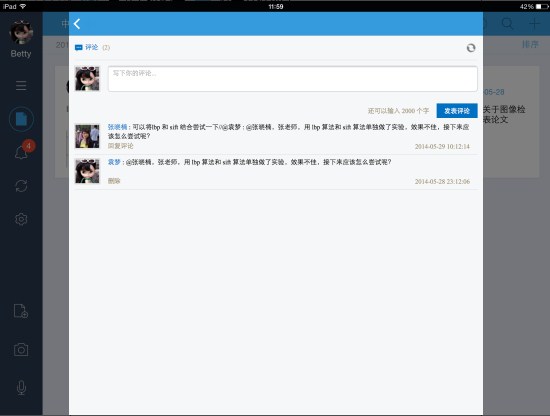 iPad
11:59
42%
中
评论 (2)
Betty
201
排序
写下你的评论...
05-28
还可以输入 2000 个字
发表评论
关于图像检
表论文
张晓楠：可以将lbp 和 sift 结合尝试一下//@袁梦：@张晓楠，张老师，用 lbp 算法和 sift 算法单独做了实验，效果不佳，接下来应
该怎么尝试呢？
回复评论
2014-05-29 10:12:14
4
袁梦：@张晓楠，张老师，用 lbp 算法和 sift 算法单独做了实验，效果不佳，接下来应该怎么尝试呢？
删除
2014-05-28 23:12:06